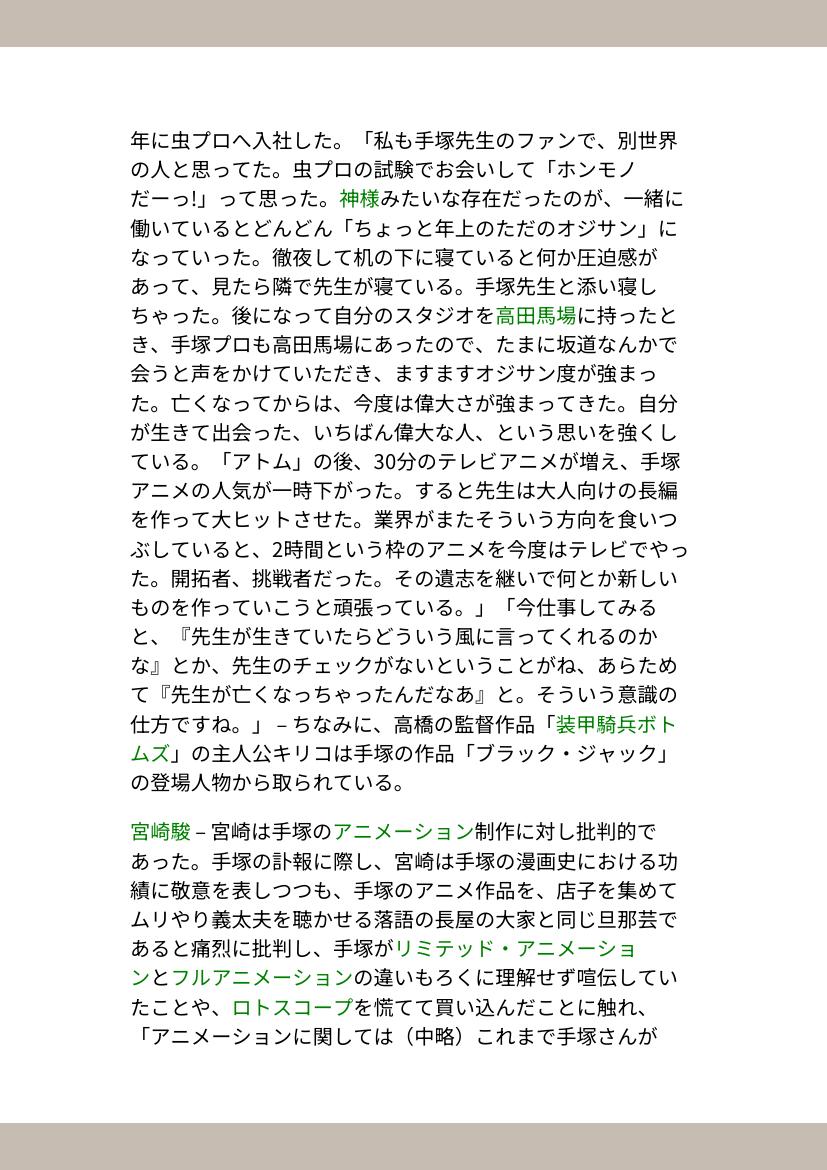 年に虫プロへ入社した。「私も手塚先生のファンで、別世界
の人と思ってた。虫プロの試験でお会いして「ホンモノ
だーっ!」って思った。神様みたいな存在だったのが、一緒に
働いているとどんどん「ちょっと年上のただのオジサン」に
なっていった。徹夜して机の下に寝ていると何か圧迫感が
あって、見たら隣で先生が寝ている。手塚先生と添い寝し
ちゃった。後になって自分のスタジオを高田馬場に持ったと
き、手塚プロも高田馬場にあったので、たまに坂道なんかで
会うと声をかけていただき、ますますオジサン度が強まっ
た。亡くなってからは、今度は偉大さが強まってきた。自分
が生きて出会った、いちばん偉大な人、という思いを強くし
ている。「アトム」の後、30分のテレビアニメが増え、手塚
アニメの人気が一時下がった。すると先生は大人向けの長編
を作って大ヒットさせた。業界がまたそういう方向を食いつ
ぶしていると、2時間という枠のアニメを今度はテレビでやっ
た。開拓者、挑戦者だった。その遺志を継いで何とか新しい
ものを作っていこうと頑張っている。」「今仕事してみる
と、『先生が生きていたらどういう風に言ってくれるのか
な』とか、先生のチェックがないということがね、あらため
て『先生が亡くなっちゃったんだなあ』と。そういう意識の
仕方ですね。」 – ちなみに、高橋の監督作品「装甲騎兵ボト
ムズ」の主人公キリコは手塚の作品「ブラック・ジャック」
の登場人物から取られている。
宮崎駿 – 宮崎は手塚のアニメーション制作に対し批判的で
あった。手塚の訃報に際し、宮崎は手塚の漫画史における功
績に敬意を表しつつも、手塚のアニメ作品を、店子を集めて
ムリやり義太夫を聴かせる落語の長屋の大家と同じ旦那芸で
あると痛烈に批判し、手塚がリミテッド・アニメーショ
ンとフルアニメーションの違いもろくに理解せず喧伝してい
たことや、ロトスコープを慌てて買い込んだことに触れ、
「アニメーションに関しては（中略）これまで手塚さんが